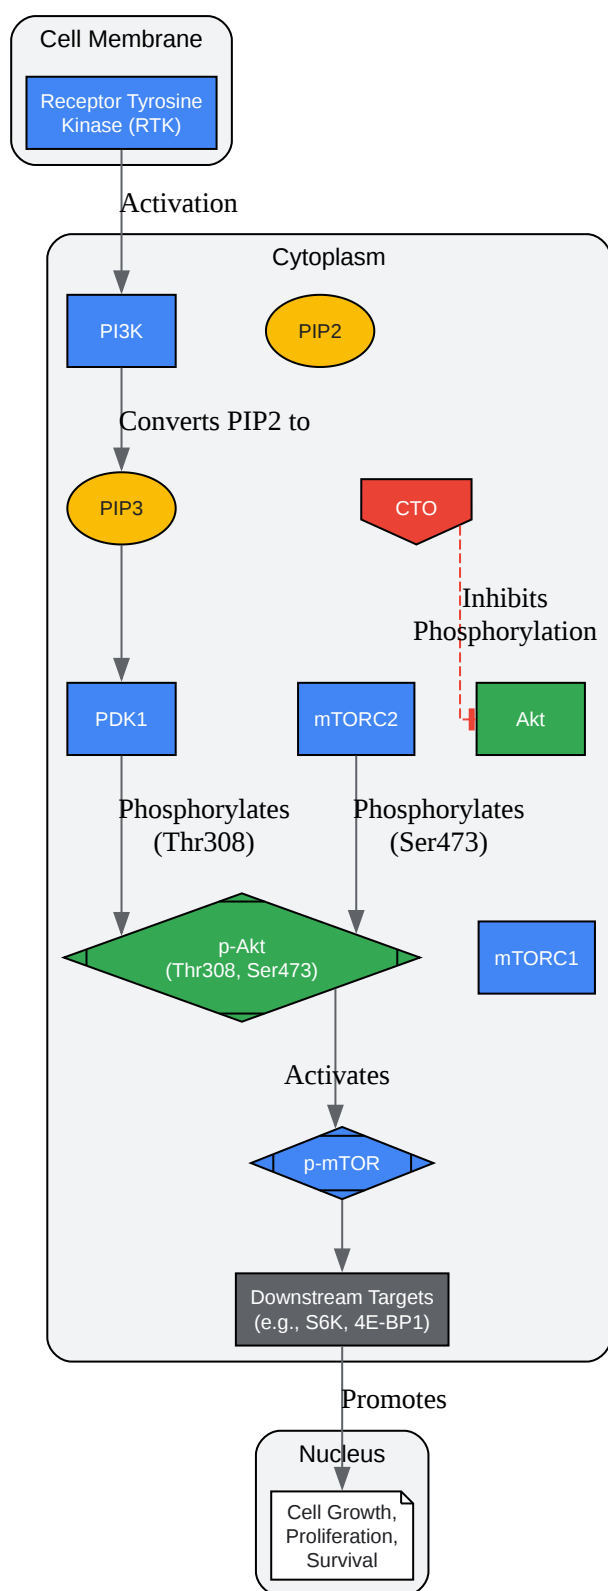 Cell Membrane
Receptor Tyrosine
Kinase (RTK)
Activation
Cytoplasm
PI3K
PIP2
Converts PIP2 to
PIP3
CTO
Inhibits
Phosphorylation
PDK1
mTORC2
Akt
Phosphorylates
(Thr308)
Phosphorylates
(Ser473)
p-Akt
(Thr308, Ser473)
mTORC1
Activates
p-mTOR
Downstream Targets
(e.g., S6K, 4E-BP1)
Promotes
Nucleus
Cell Growth,
Proliferation,
Survival